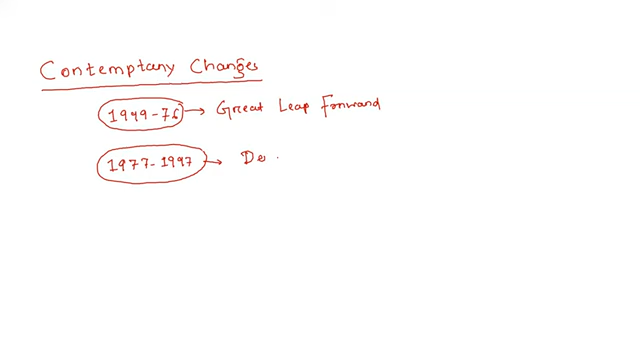 Contemptany Changes
1949-76 → Great Leap Forward
1977-1997 → De